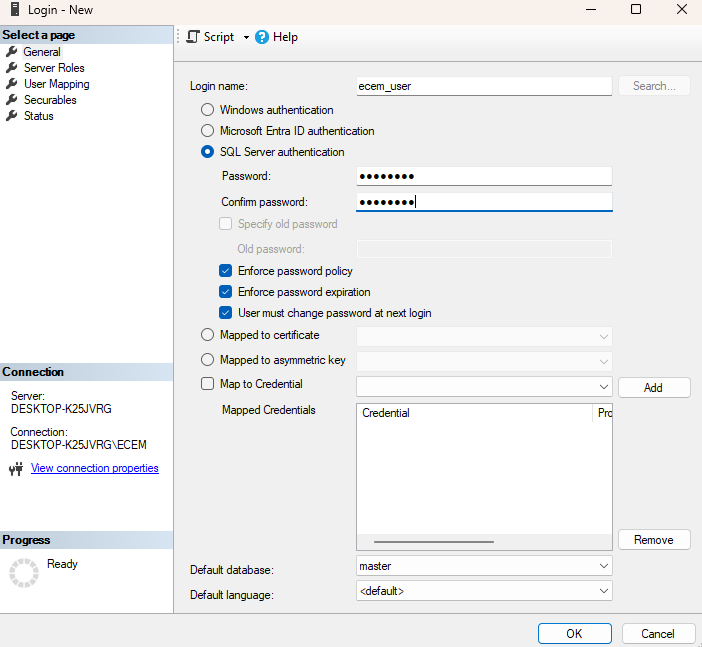 Login - New
Select a page
General
Server Roles
User Mapping
Securables
Status
Script
Help
Login name:
ecem_user
Search...
Windows authentication
Microsoft Entra ID authentication
SQL Server authentication
Password:
●●●●●●●●
Confirm password:
●●●●●●●●
Specify old password
Old password:
Enforce password policy
Enforce password expiration
User must change password at next login
Mapped to certificate
Mapped to asymmetric key
Map to Credential
Add
Mapped Credentials
Credential
Pro
Remove
Default database:
master
Default language:
<default>
Connection
Server:
DESKTOP-K25JVRG
Connection:
DESKTOP-K25JVRG\ECEM
View connection properties
Progress
Ready
OK
Cancel